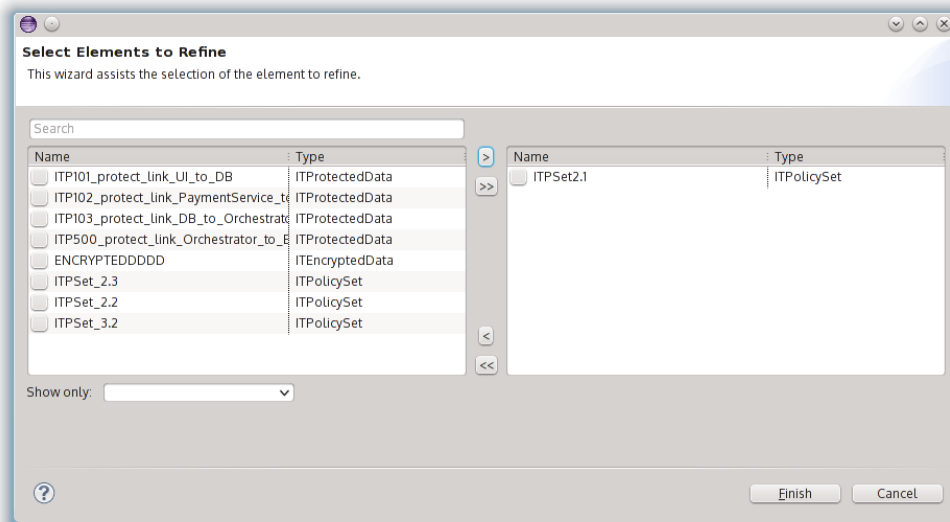 Select Elements to Refine
This wizard assists the selection of the element to refine.
Search
Name Type
ITP101_protect_link_UI_to_DB ITProtectedData
ITP102_protect_link_PaymentService_te ITProtectedData
ITP103_protect_link_DB_to_Orchestrato ITProtectedData
ITP500_protect_link_Orchestrator_to_E ITProtectedData
ENCRYPTEDDDDD ITEncryptedData
ITPSet_2.3 ITPolicySet
ITPSet_2.2 ITPolicySet
ITPSet_3.2 ITPolicySet
>
>>
<
<<
Name Type
ITPSet2.1 ITPolicySet
Show only:
?
Finish Cancel